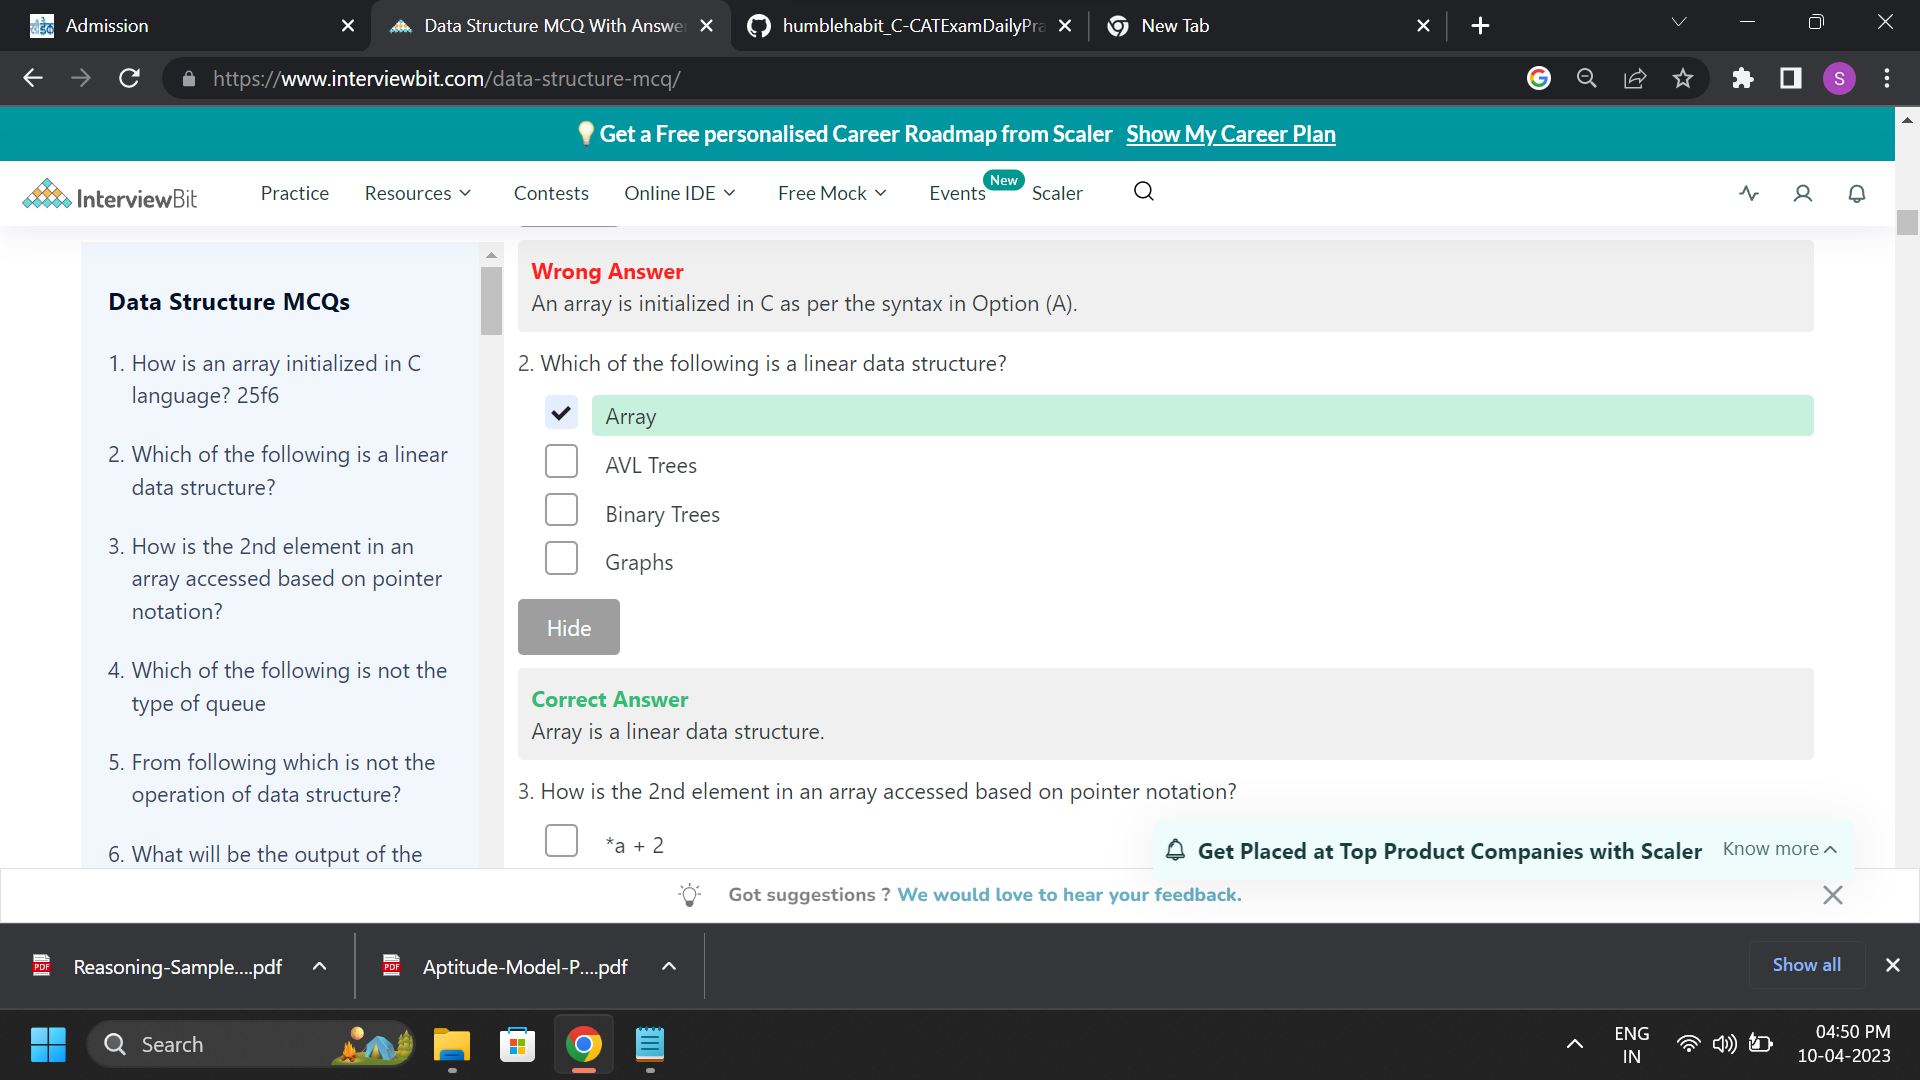 Admission
Data Structure MCQ With Answe
humblehabit_C-CATExamDailyPra
New Tab
https://www.interviewbit.com/data-structure-mcq/
S
Get a Free personalised Career Roadmap from Scaler Show My Career Plan
InterviewBit
Practice
Resources
Contests
Online IDE
Free Mock
Events
New
Scaler
Data Structure MCQs
1. How is an array initialized in C
language? 25f6
2. Which of the following is a linear
data structure?
3. How is the 2nd element in an
array accessed based on pointer
notation?
4. Which of the following is not the
type of queue
5. From following which is not the
operation of data structure?
6. What will be the output of the
Wrong Answer
An array is initialized in C as per the syntax in Option (A).
2. Which of the following is a linear data structure?
Array
AVL Trees
Binary Trees
Graphs
Hide
Correct Answer
Array is a linear data structure.
3. How is the 2nd element in an array accessed based on pointer notation?
*a + 2
Get Placed at Top Product Companies with Scaler
Know more
Got suggestions ? We would love to hear your feedback.
PDF
Reasoning-Sample....pdf
PDF
Aptitude-Model-P....pdf
Show all
Search
ENG
IN
04:50 PM
10-04-2023